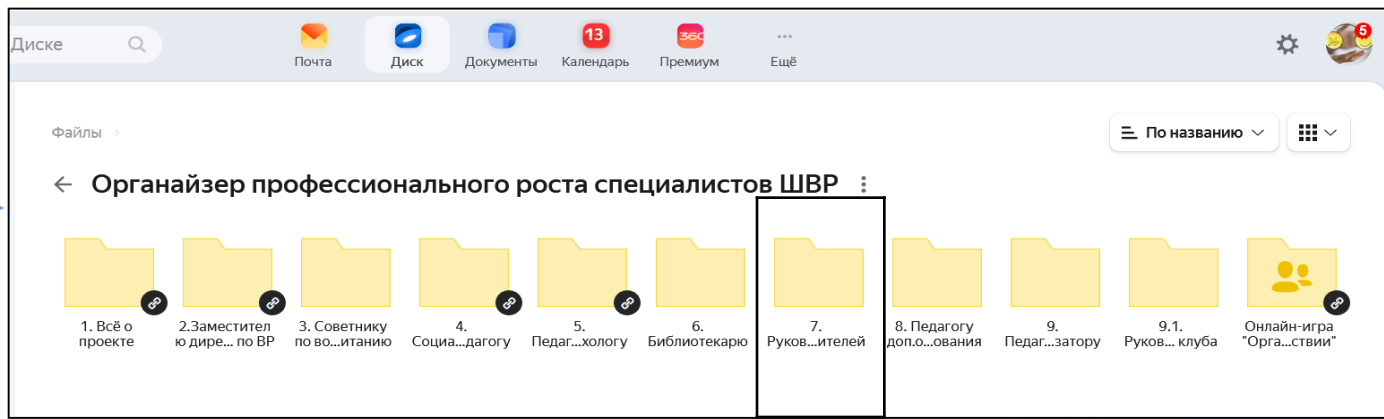 Диске
Почта
Диск
Документы
13
Календарь
360
Премиум
Ещё
5
Файлы
По названию
Органайзер профессионального роста специалистов ШВР
1. Всё о
проекте
2.Заместител
ю дире... по ВР
3. Советнику
по во...итанию
4.
Социа...дагогу
5.
Педаг...хологу
6.
Библиотекарю
7.
Руков...ителей
8. Педагогу
доп.о...ования
9.
Педаг...затору
9.1.
Руков... клуба
Онлайн-игра
"Орга...ствии"